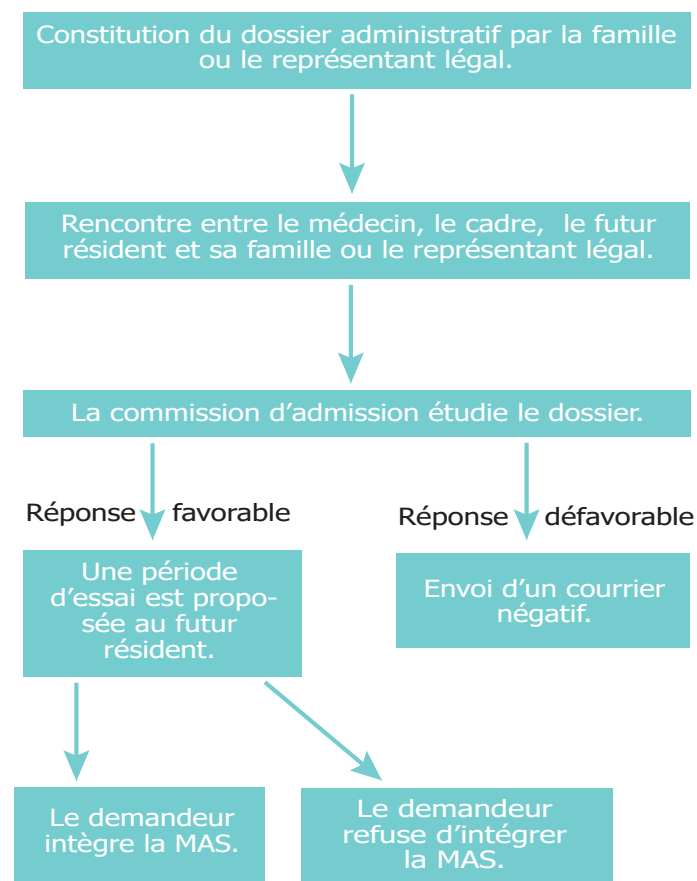 Constitution du dossier administratif par la famille
ou le représentant légal.
Rencontre entre le médecin, le cadre, le futur
résident et sa famille ou le représentant légal.
La commission d'admission étudie le dossier.
Réponse favorable
Réponse défavorable
Une période
d'essai est propo-
sée au futur
résident.
Envoi d'un courrier
négatif.
Le demandeur
intègre la MAS.
Le demandeur
refuse d'intégrer
la MAS.